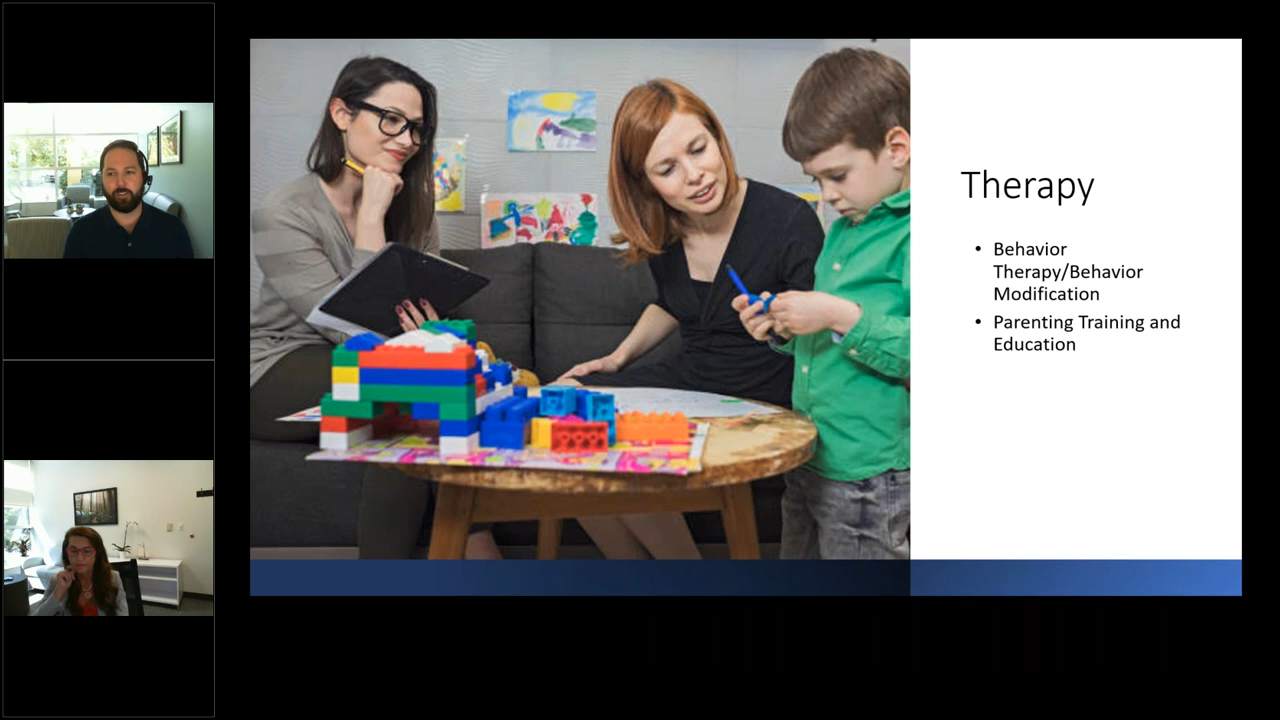 Therapy
• Behavior
Therapy/Behavior
Modification
• Parenting Training and
Education